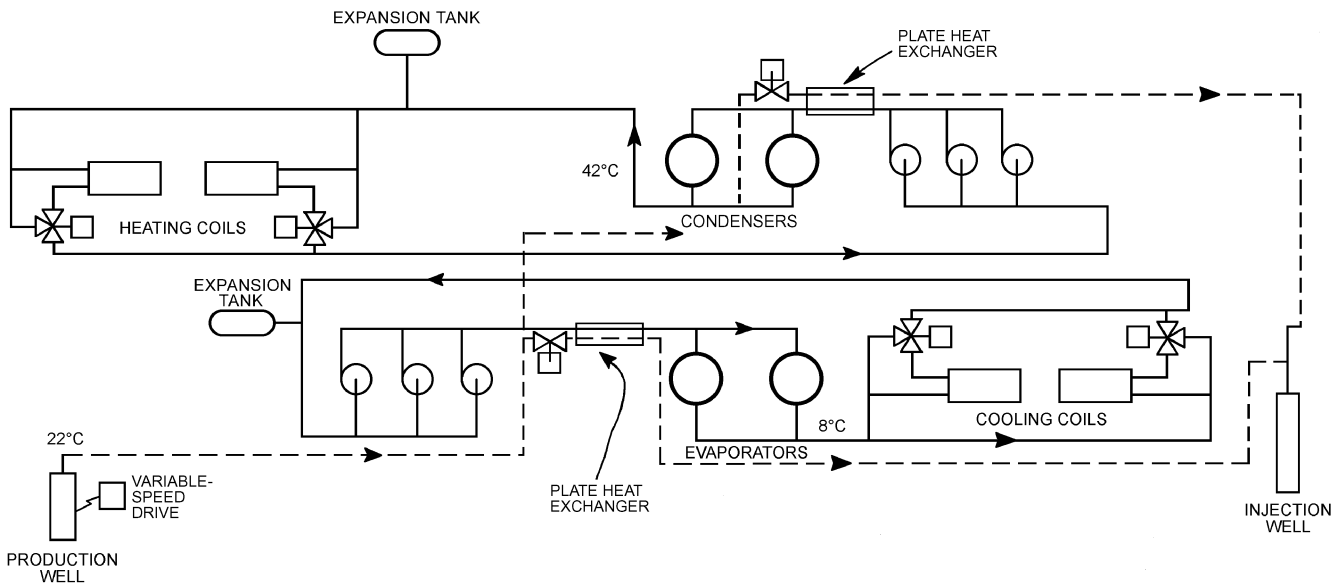 EXPANSION TANK
PLATE HEAT
EXCHANGER
42°C
CONDENSERS
HEATING COILS
EXPANSION
TANK
COOLING COILS
8°C
EVAPORATORS
22°C
VARIABLE-
SPEED
DRIVE
PLATE HEAT
EXCHANGER
INJECTION
WELL
PRODUCTION
WELL